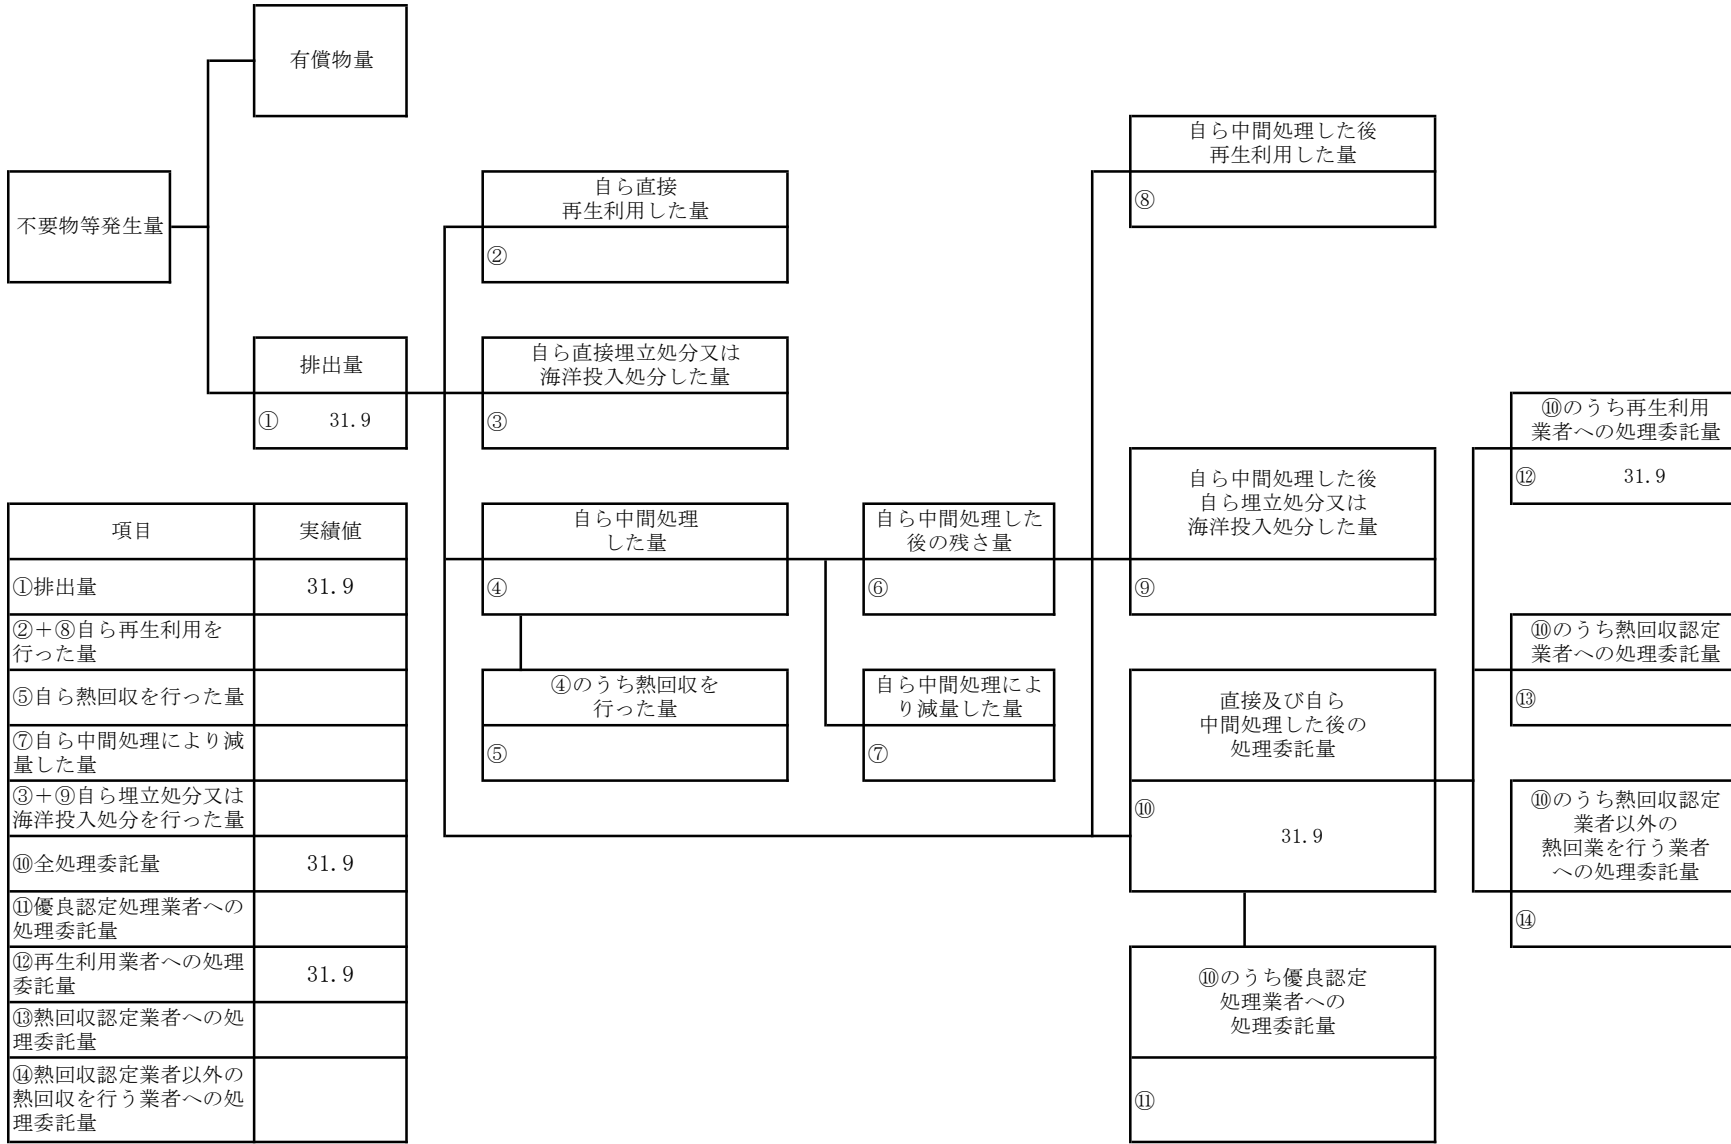 有償物量
不要物等発生量
排出量
① 31.9
自ら直接
再生利用した量
②
自ら直接埋立処分又は
海洋投入処分した量
③
自ら中間処理
した量
④
④のうち熱回収を
行った量
⑤
自ら中間処理した
後の残さ量
⑥
自ら中間処理によ
り減量した量
⑦
自ら中間処理した後
再生利用した量
⑧
自ら中間処理した後
自ら埋立処分又は
海洋投入処分した量
⑨
直接及び自ら
中間処理した後の
処理委託量
⑩
31.9
⑩のうち優良認定
処理業者への
処理委託量
⑪
⑩のうち再生利用
業者への処理委託量
⑫ 31.9
⑩のうち熱回収認定
業者への処理委託量
⑬
⑩のうち熱回収認定
業者以外の
熱回業を行う業者
への処理委託量
⑭
項目 実績値
①排出量 31.9
②＋⑧自ら再生利用を
行った量
⑤自ら熱回収を行った量
⑦自ら中間処理により減
量した量
③＋⑨自ら埋立処分又は
海洋投入処分を行った量
⑩全処理委託量 31.9
⑪優良認定処理業者への
処理委託量
⑫再生利用業者への処理
委託量 31.9
⑬熱回収認定業者への処
理委託量
⑭熱回収認定業者以外の
熱回収を行う業者への処
理委託量